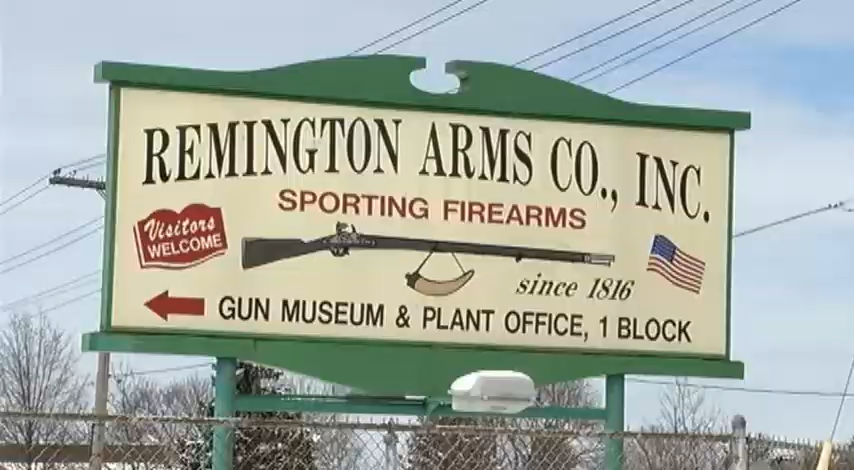 REMINGTON ARMS CO., INC.
SPORTING FIREARMS
Visitors
WELCOME
since 1816
GUN MUSEUM & PLANT OFFICE, 1 BLOCK